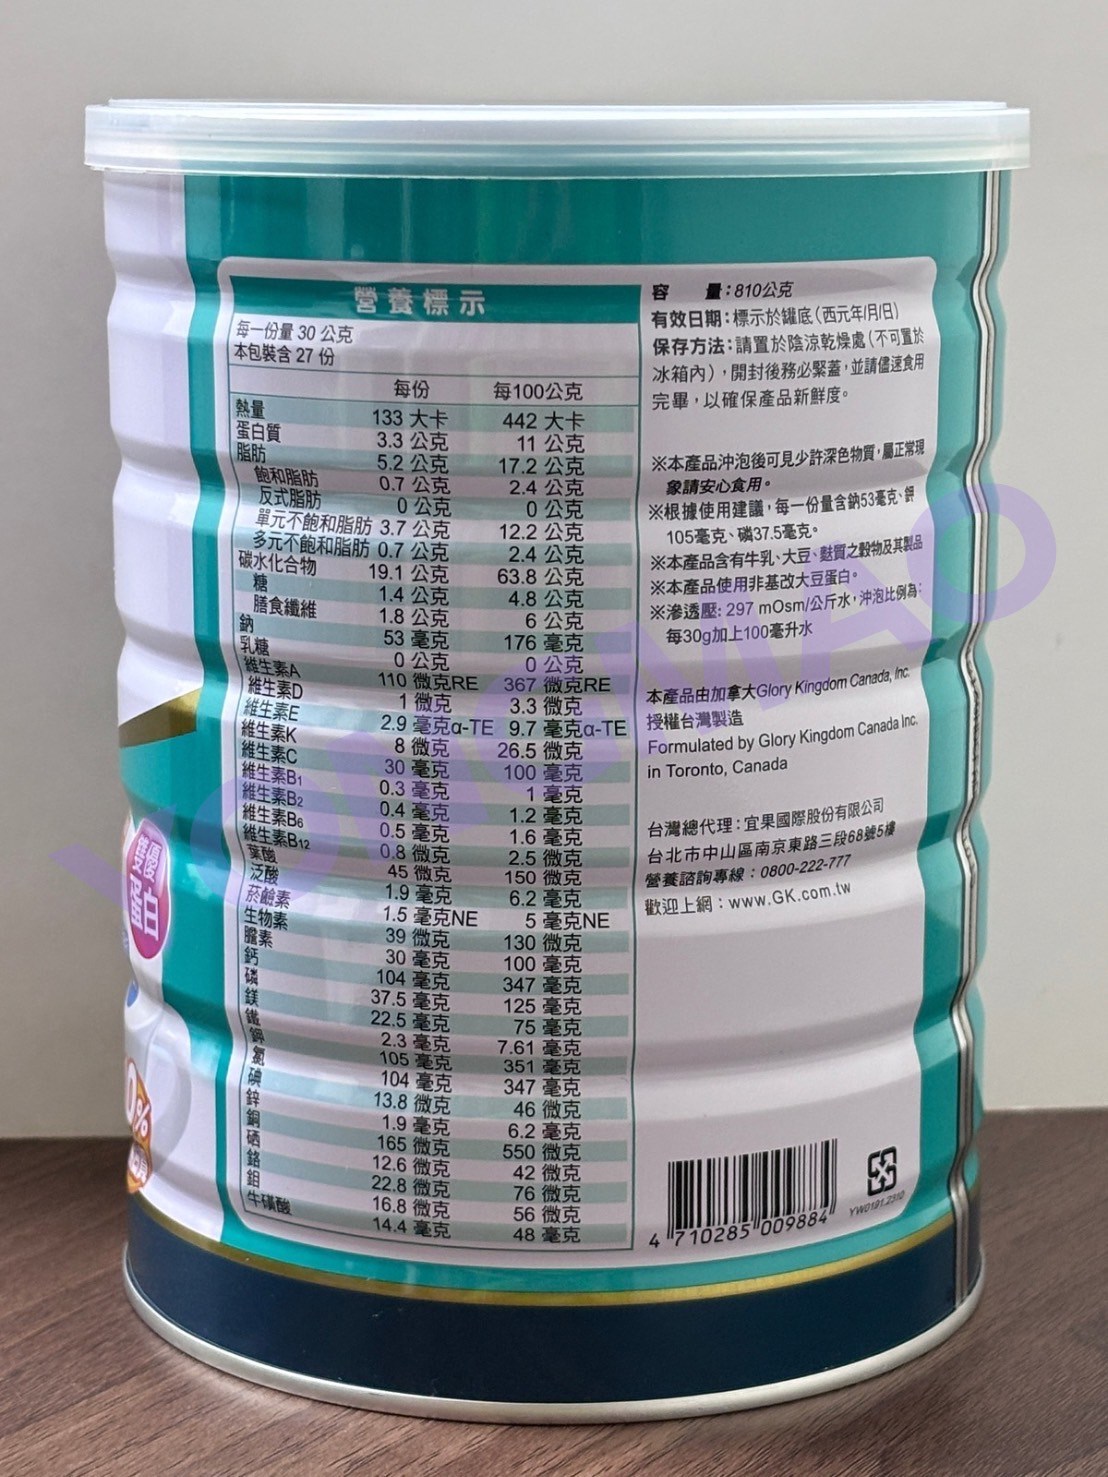 營養標示
每一份量 30 公克
本包裝含 27 份
每份 每100公克
熱量 133 大卡 442 大卡
蛋白質 3.3 公克 11 公克
脂肪 5.2 公克 17.2 公克
飽和脂肪 0.7 公克 2.4 公克
反式脂肪 0 公克 0 公克
單元不飽和脂肪 3.7 公克 12.2 公克
多元不飽和脂肪 0.7 公克 2.4 公克
碳水化合物 19.1 公克 63.8 公克
糖 1.4 公克 4.8 公克
膳食纖維 1.8 公克 6 公克
鈉 53 毫克 176 毫克
乳糖 0 公克 0 公克
維生素A 110 微克RE 367 微克RE
維生素D 1 微克 3.3 微克
維生素E 2.9 毫克α-TE 9.7 毫克α-TE
維生素K 8 微克 26.5 微克
維生素C 30 毫克 100 毫克
維生素B1 0.3 毫克 1 毫克
維生素B2 0.4 毫克 1.2 毫克
維生素B6 0.5 毫克 1.6 毫克
維生素B12 0.8 微克 2.5 微克
葉酸 45 微克 150 微克
泛酸 1.9 毫克 6.2 毫克
菸鹼素 1.5 毫克NE 5 毫克NE
生物素 39 微克 130 微克
膽素 30 毫克 100 毫克
鈣 104 毫克 347 毫克
磷 37.5 毫克 125 毫克
鎂 22.5 毫克 75 毫克
鐵 2.3 毫克 7.61 毫克
鉀 105 毫克 351 毫克
氯 104 毫克 347 毫克
碘 13.8 微克 46 微克
鋅 1.9 毫克 6.2 毫克
銅 165 微克 550 微克
硒 12.6 微克 42 微克
鉻 22.8 微克 76 微克
鉬 16.8 微克 56 微克
牛磺酸 14.4 毫克 48 毫克
容 量：810公克
有效日期：標示於罐底（西元年/月/日）
保存方法：請置於陰涼乾燥處（不可置於
冰箱內），開封後務必緊蓋，並請儘速食用
完畢，以確保產品新鮮度。
※本產品沖泡後可見少許深色物質，屬正常現
象請安心食用。
※根據使用建議，每一份量含鈉53毫克、鉀
105毫克、磷37.5毫克。
※本產品含有牛乳、大豆、麩質之穀物及其製品
※本產品使用非基改大豆蛋白。
※滲透壓：297 mOsm/公斤水，沖泡比例為：
每30g加上100毫升水
本產品由加拿大Glory Kingdom Canada, Inc.
授權台灣製造
Formulated by Glory Kingdom Canada Inc.
in Toronto, Canada
台灣總代理：宜果國際股份有限公司
台北市中山區南京東路三段68號5樓
營養諮詢專線：0800-222-777
歡迎上網：www.GK.com.tw
4 710285 009884
YW0191.2310
雙優
蛋白
0%
YONGMAO